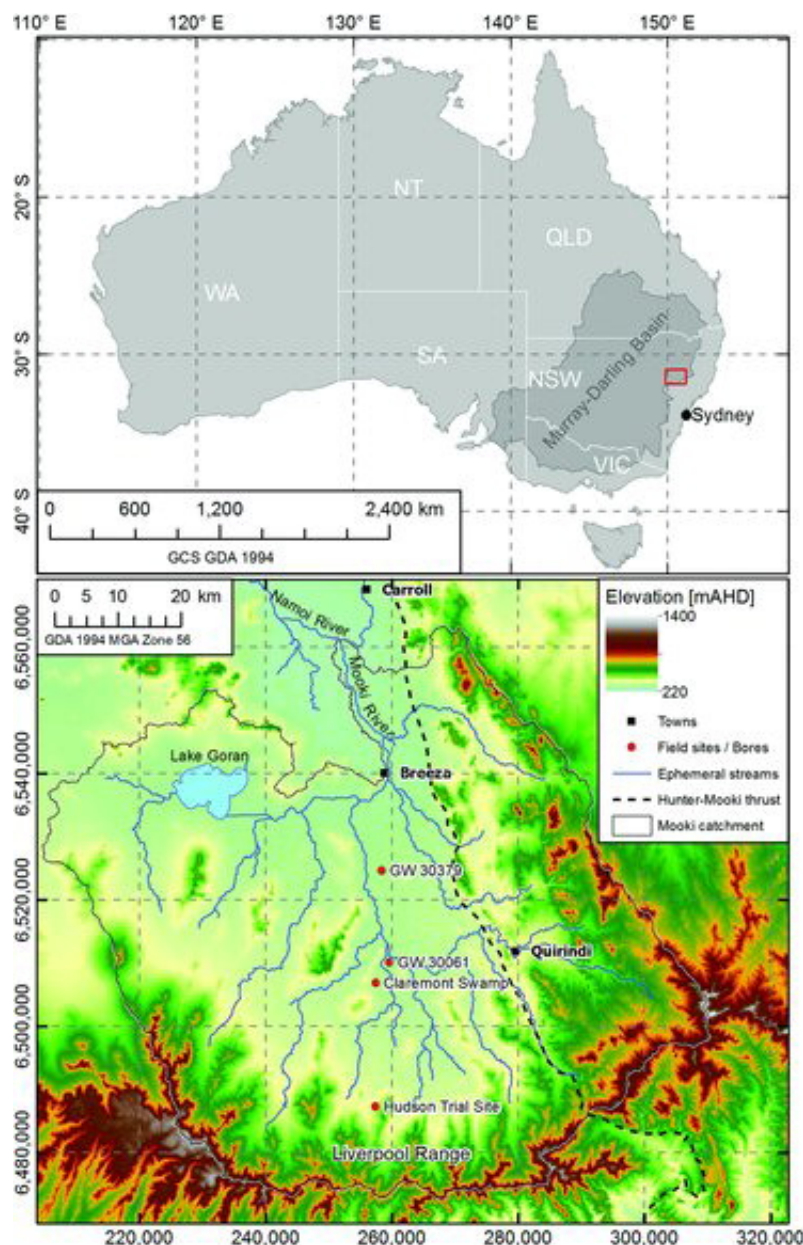 110° E
120° E
130° E
140° E
150° E
20° S
30° S
40° S
NT
QLD
WA
SA
NSW
Murray-Darling Basin
Sydney
VIC
0 600 1,200 2,400 km
GCS GDA 1994
0 5 10 20 km
GDA 1994 MGA Zone 56
Carroll
Namoi River
Mooki River
Lake Goran
Breeza
GW 30379
GW 30061
Claremont Swamp
Quirindi
Hudson Trial Site
Liverpool Range
Elevation [mAHD]
1400
220
Towns
Field sites / Bores
Ephemeral streams
Hunter-Mooki thrust
Mooki catchment
6,560,000
6,540,000
6,520,000
6,500,000
6,480,000
220,000
240,000
260,000
280,000
300,000
320,000